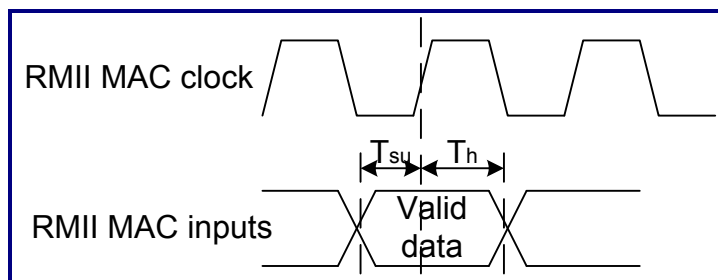 RMII MAC clock
Tsu Th
RMII MAC inputs
Valid
data